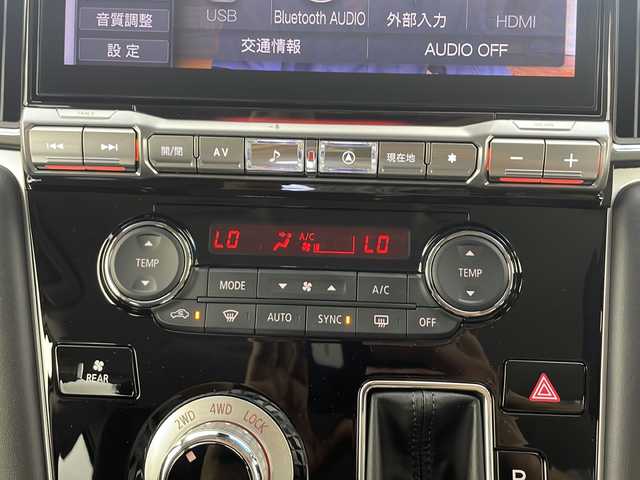 音質調整 USB Bluetooth AUDIO 外部入力 HDMI
設定 交通情報 AUDIO OFF
開/閉 AV 現在地
LO A/C LO
TEMP TEMP
MODE A/C
AUTO SYNC OFF
REAR
2WD 4WD LOCK
P